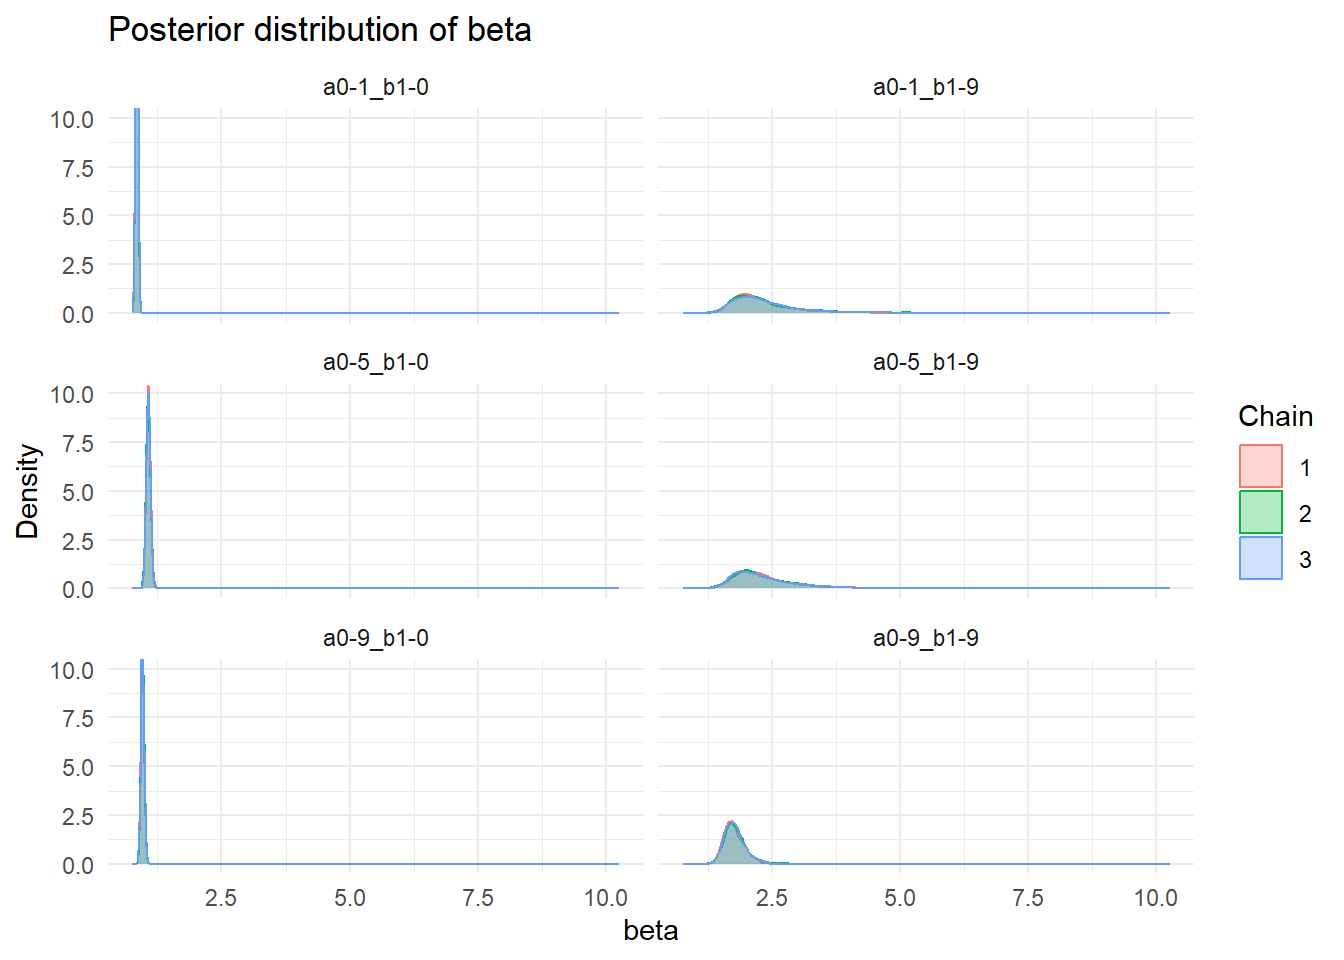 Posterior distribution of beta
a0-1_b1-0
a0-1_b1-9
10.0
7.5
5.0
2.5
0.0
a0-5_b1-0
a0-5_b1-9
10.0
7.5
5.0
2.5
0.0
a0-9_b1-0
a0-9_b1-9
10.0
7.5
5.0
2.5
0.0
2.5 5.0 7.5 10.0
2.5 5.0 7.5 10.0
beta
Density
Chain
1
2
3